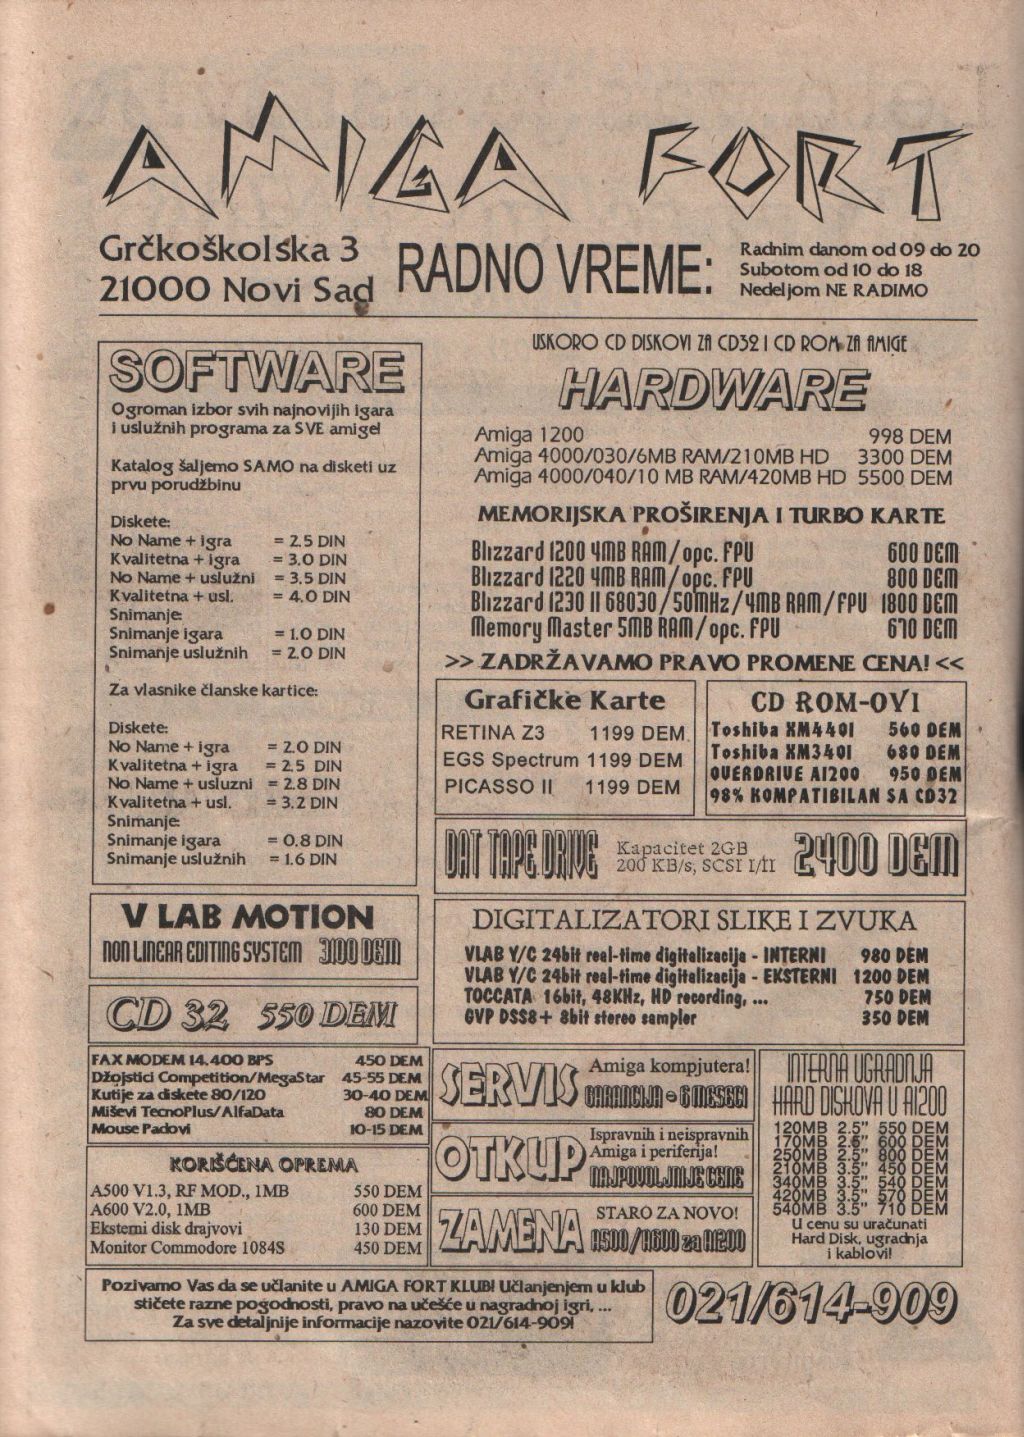 AMIGA FORT
Grčkoškolska 3
21000 Novi Sad
RADNO VREME:
Radnim danom od 09 do 20
Subotom od 10 do 18
Nedeljom NE RADIMO
SOFTWARE
Ogroman izbor svih najnovijih igara
i uslužnih programa za SVE amige!
Katalog šaljemo SAMO na disketi uz
prvu porudžbinu
Diskete:
No Name + igra = 2.5 DIN
Kvalitetna + igra = 3.0 DIN
No Name + uslužni = 3.5 DIN
Kvalitetna + usl. = 4.0 DIN
Snimanje:
Snimanje igara = 1.0 DIN
Snimanje uslužnih = 2.0 DIN
Za vlasnike članske kartice:
Diskete:
No Name + igra = 2.0 DIN
Kvalitetna + igra = 2.5 DIN
No Name + usluzni = 2.8 DIN
Kvalitetna + usl. = 3.2 DIN
Snimanje:
Snimanje igara = 0.8 DIN
Snimanje uslužnih = 1.6 DIN
USKORO CD DISKOVI ZA CD32 I CD ROM ZA AMIGE
HARDWARE
Amiga 1200 998 DEM
Amiga 4000/030/6MB RAM/210MB HD 3300 DEM
Amiga 4000/040/10 MB RAM/420MB HD 5500 DEM
MEMORIJSKA PROŠIRENJA I TURBO KARTE
Blizzard 1200 4MB RAM/opc. FPU 600 DEM
Blizzard 1220 4MB RAM/opc. FPU 800 DEM
Blizzard 1230 II 68030/50MHz/4MB RAM/FPU 1800 DEM
Memory Master 5MB RAM/opc. FPU 670 DEM
>> ZADRŽAVAMO PRAVO PROMENE CENA! <<
Grafičke Karte
RETINA Z3 1199 DEM
EGS Spectrum 1199 DEM
PICASSO II 1199 DEM
CD ROM-OVI
Toshiba XM4401 560 DEM
Toshiba XM3401 680 DEM
OVERDRIVE A1200 950 DEM
98% KOMPATIBILAN SA CD32
DAT TAPE DRIVE
Kapacitet 2GB
200 KB/s, SCSI I/II
2400 DEM
V LAB MOTION
NON LINEAR EDITING SYSTEM 3100 DEM
CD 32 550 DEM
DIGITALIZATORI SLIKE I ZVUKA
VLAB Y/C 24bit real-time digitalizacija - INTERNI 980 DEM
VLAB Y/C 24bit real-time digitalizacija - EKSTERNI 1200 DEM
TOCCATA 16bit, 48KHz, HD recording, ... 750 DEM
GVP DSS8+ 8bit stereo sampler 350 DEM
FAX MODEM 14.400 BPS 450 DEM
Džojstici Competition/MegaStar 45-55 DEM
Kutije za diskete 80/120 30-40 DEM
Miševi TecnoPlus/AlfaData 80 DEM
Mouse Padovi 10-15 DEM
KORIŠĆENA OPREMA
A500 V1.3, RF MOD., 1MB 550 DEM
A600 V2.0, 1MB 600 DEM
Eksterni disk drajvovi 130 DEM
Monitor Commodore 1084S 450 DEM
SERVIS
Amiga kompjutera!
GARANCIJA - 6 MESECI
OTKUP
Ispravnih i neispravnih
Amiga i periferija!
NAJPOVOLJNIJE CENE
ZAMENA
STARO ZA NOVO!
A500/A600 za A1200
INTERNA UGRADNJA
HARD DISKOVA U A1200
120MB 2.5" 550 DEM
170MB 2.6" 600 DEM
250MB 2.5" 800 DEM
210MB 3.5" 450 DEM
340MB 3.5" 540 DEM
420MB 3.5" 570 DEM
540MB 3.5" 710 DEM
U cenu su uračunati
Hard Disk, ugradnja
i kablovi!
Pozivamo Vas da se učlanite u AMIGA FORT KLUB! Učlanjenjem u klub
stičete razne pogodnosti, pravo na učešće u nagradnoj igri, ...
Za sve detaljnije informacije nazovite 021/614-909!
021/614-909